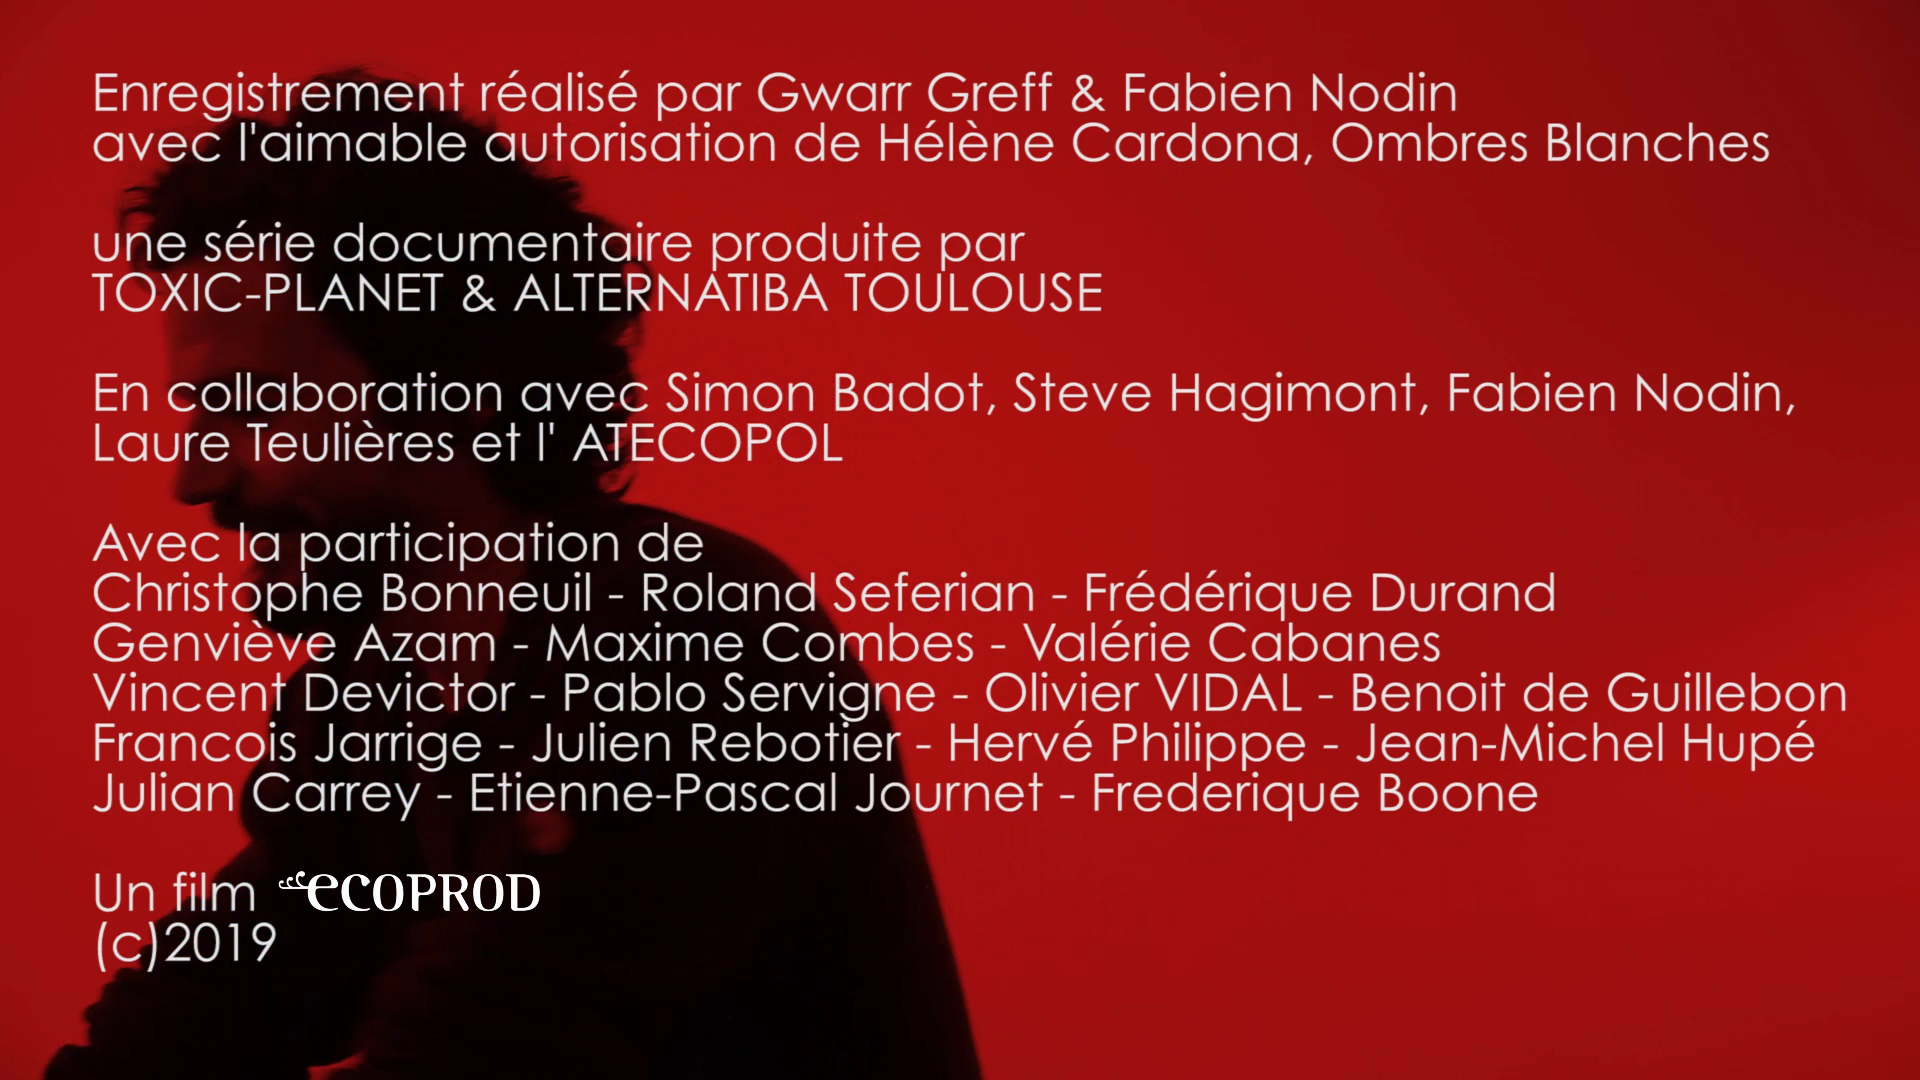 Enregistrement réalisé par Gwarr Greff & Fabien Nodin
avec l'aimable autorisation de Hélène Cardona, Ombres Blanches
une série documentaire produite par
TOXIC-PLANET & ALTERNATIBA TOULOUSE
En collaboration avec Simon Badot, Steve Hagimont, Fabien Nodin,
Laure Teulières et l' ATECOPOL
Avec la participation de
Christophe Bonneuil - Roland Seferian - Frédérique Durand
Genviève Azam - Maxime Combes - Valérie Cabanes
Vincent Devictor - Pablo Servigne - Olivier VIDAL - Benoit de Guillebon
Francois Jarrige - Julien Rebotier - Hervé Philippe - Jean-Michel Hupé
Julian Carrey - Etienne-Pascal Journet - Frederique Boone
Un film ecoprod
(c)2019